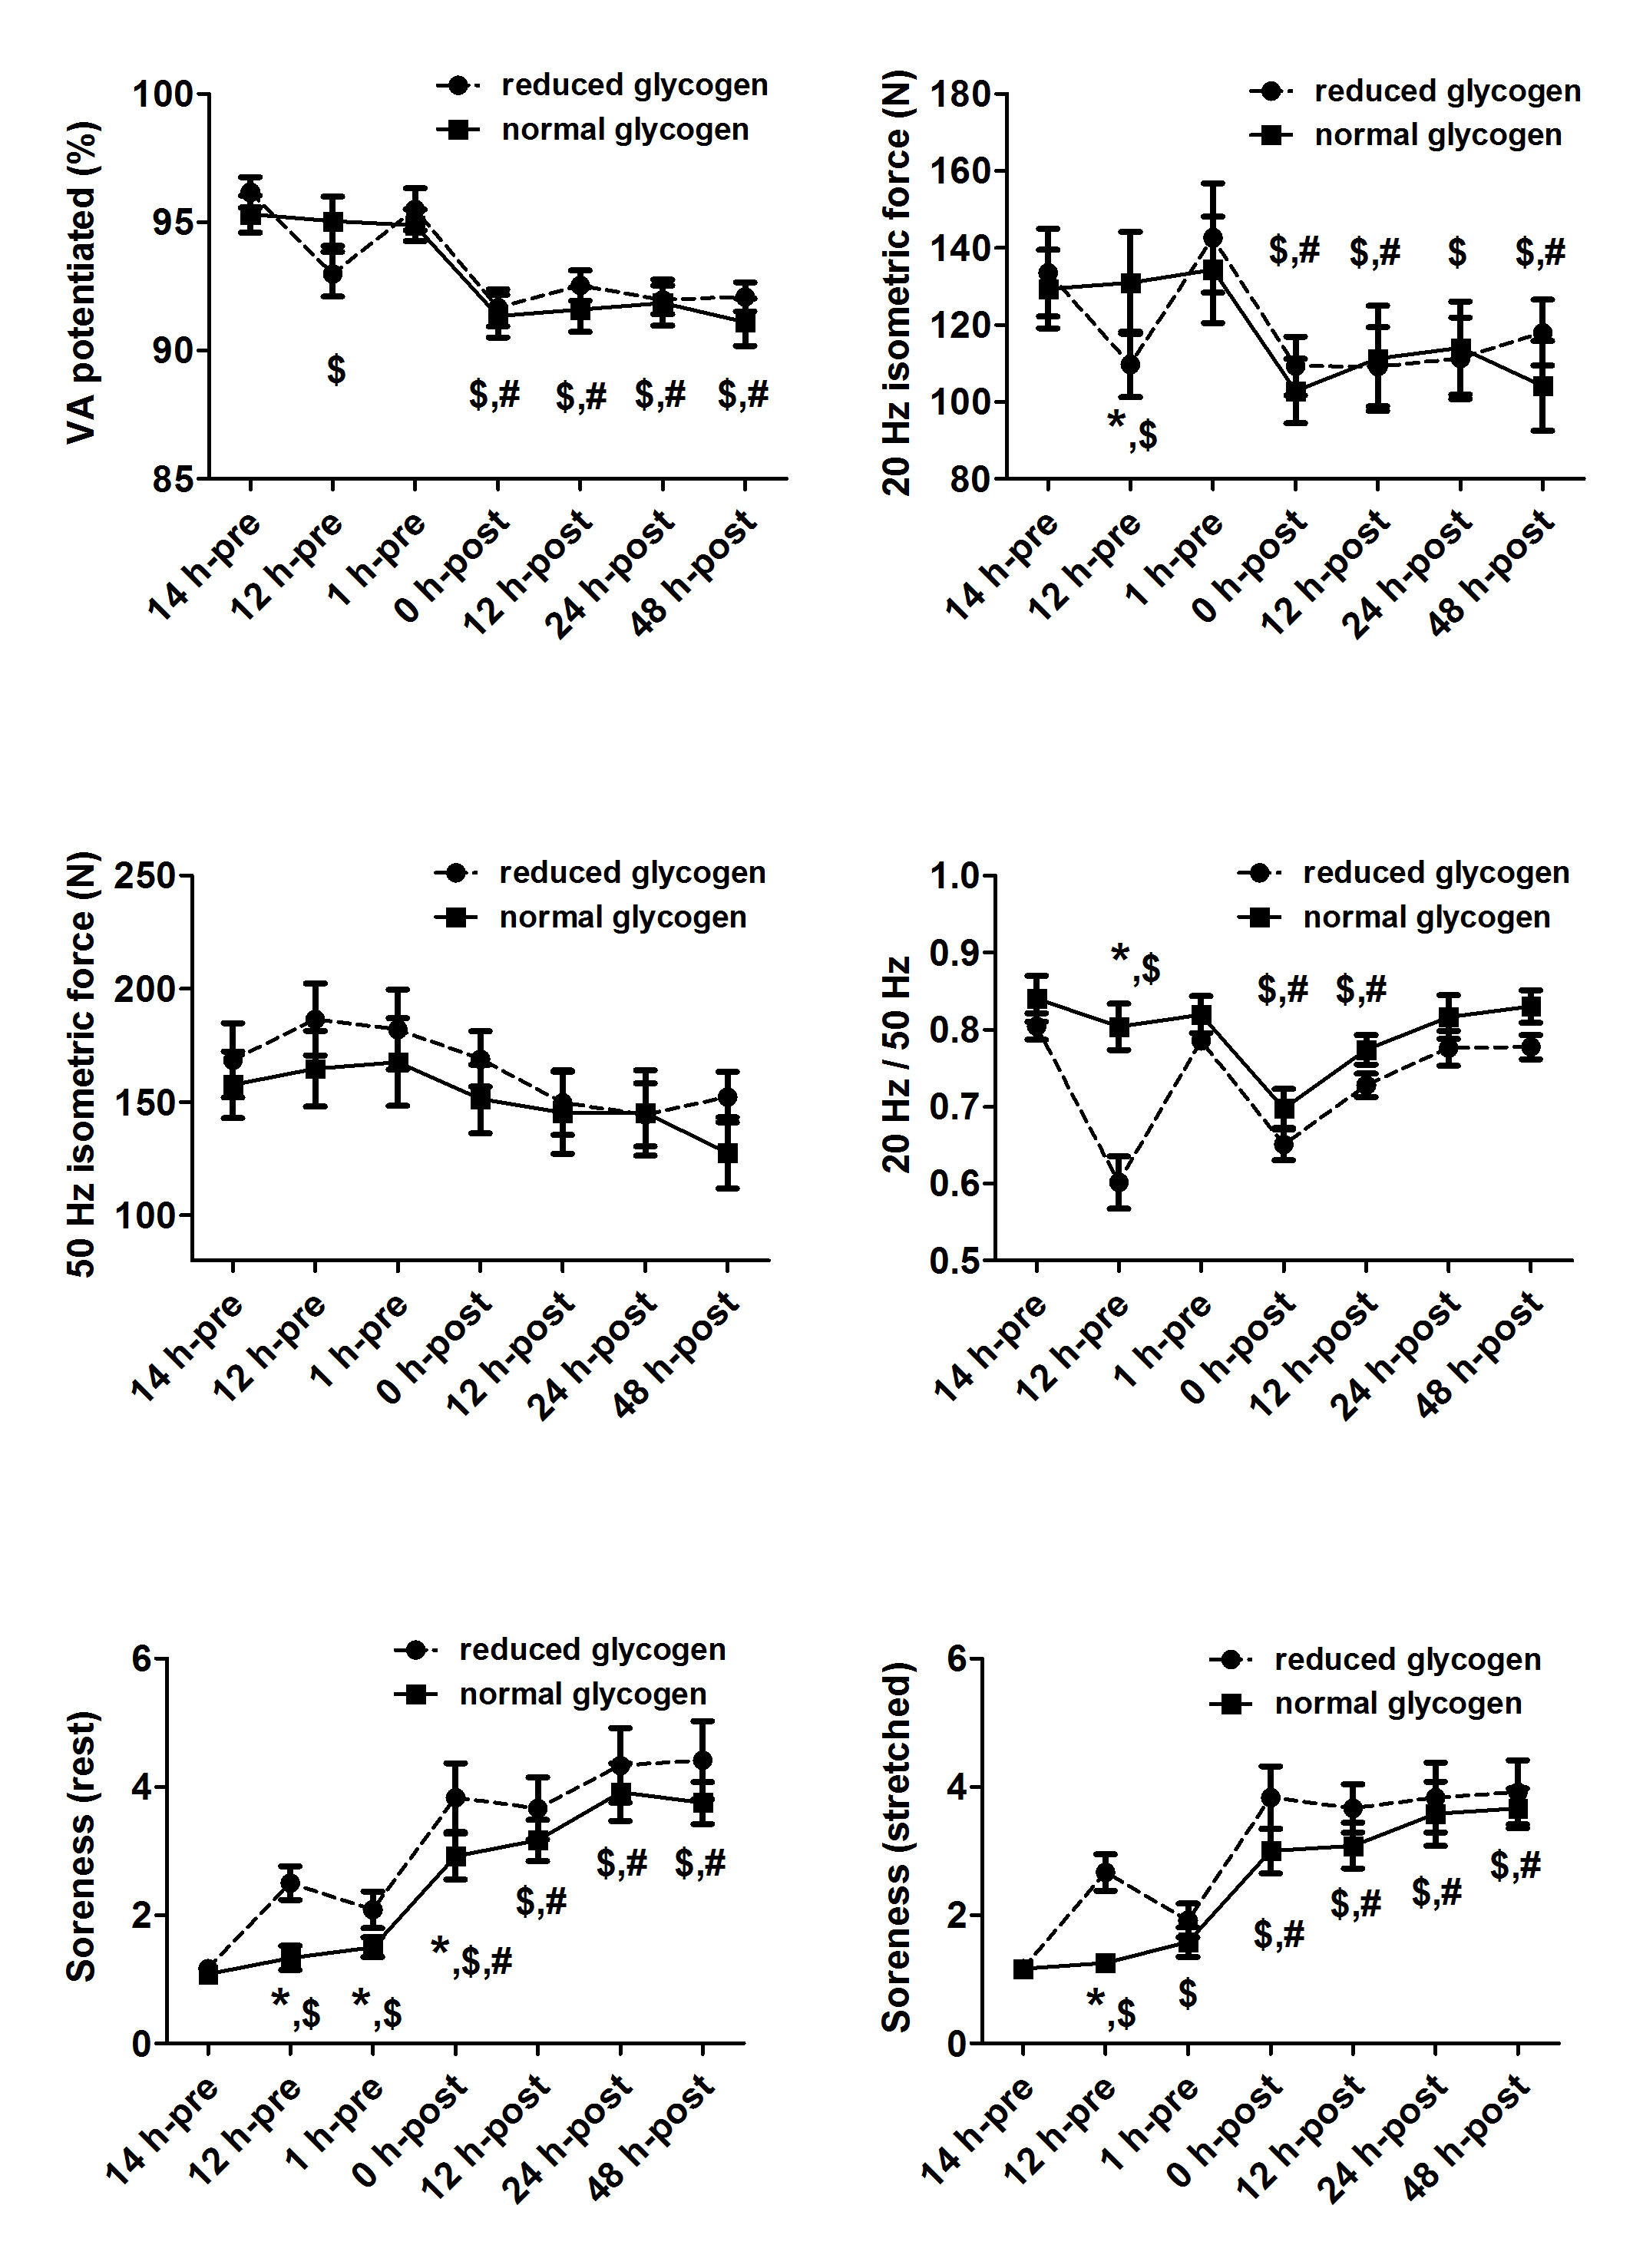 VA potentiated (%)
reduced glycogen
normal glycogen
100
95
90
85
$
$,#
$,#
$,#
$,#
14 h-pre
12 h-pre
1 h-pre
0 h-post
12 h-post
24 h-post
48 h-post
20 Hz isometric force (N)
reduced glycogen
normal glycogen
180
160
140
120
100
80
*,$
$,#
$,#
$
$,#
14 h-pre
12 h-pre
1 h-pre
0 h-post
12 h-post
24 h-post
48 h-post
50 Hz isometric force (N)
reduced glycogen
normal glycogen
250
200
150
100
14 h-pre
12 h-pre
1 h-pre
0 h-post
12 h-post
24 h-post
48 h-post
20 Hz / 50 Hz
reduced glycogen
normal glycogen
1.0
0.9
0.8
0.7
0.6
0.5
*,$
$,#
$,#
14 h-pre
12 h-pre
1 h-pre
0 h-post
12 h-post
24 h-post
48 h-post
Soreness (rest)
reduced glycogen
normal glycogen
6
4
2
0
*,$
*,$
*,$,#
$,#
$,#
$,#
14 h-pre
12 h-pre
1 h-pre
0 h-post
12 h-post
24 h-post
48 h-post
Soreness (stretched)
reduced glycogen
normal glycogen
6
4
2
0
*,$
$
$,#
$,#
$,#
$,#
14 h-pre
12 h-pre
1 h-pre
0 h-post
12 h-post
24 h-post
48 h-post